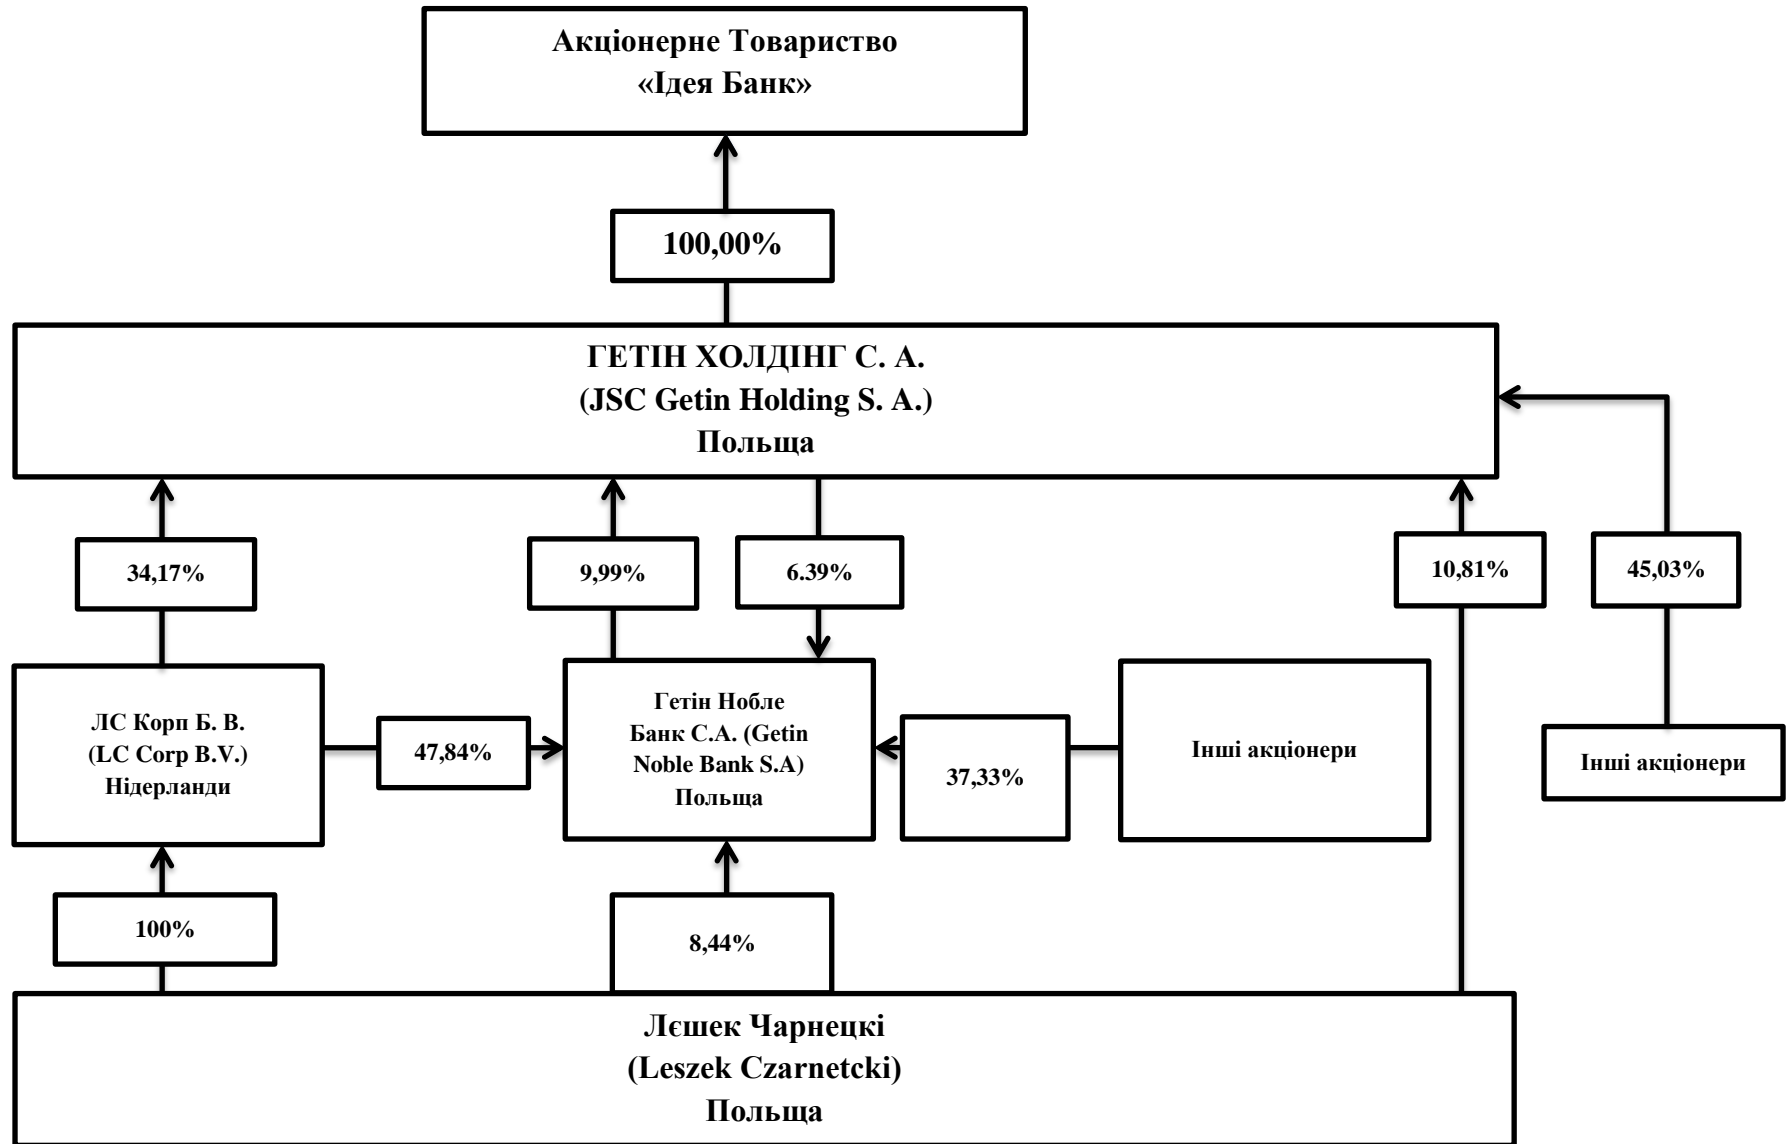 Акціонерне Товариство
«Ідея Банк»
100,00%
ГЕТІН ХОЛДІНГ С. А.
(JSC Getin Holding S. A.)
Польща
34,17%
9,99%
6.39%
10,81%
45,03%
ЛС Корп Б. В.
(LC Corp B.V.)
Нідерланди
47,84%
Гетін Нобле
Банк С.А. (Getin
Noble Bank S.A)
Польща
37,33%
Інші акціонери
Інші акціонери
100%
8,44%
Лєшек Чарнецкі
(Leszek Czarnetcki)
Польща